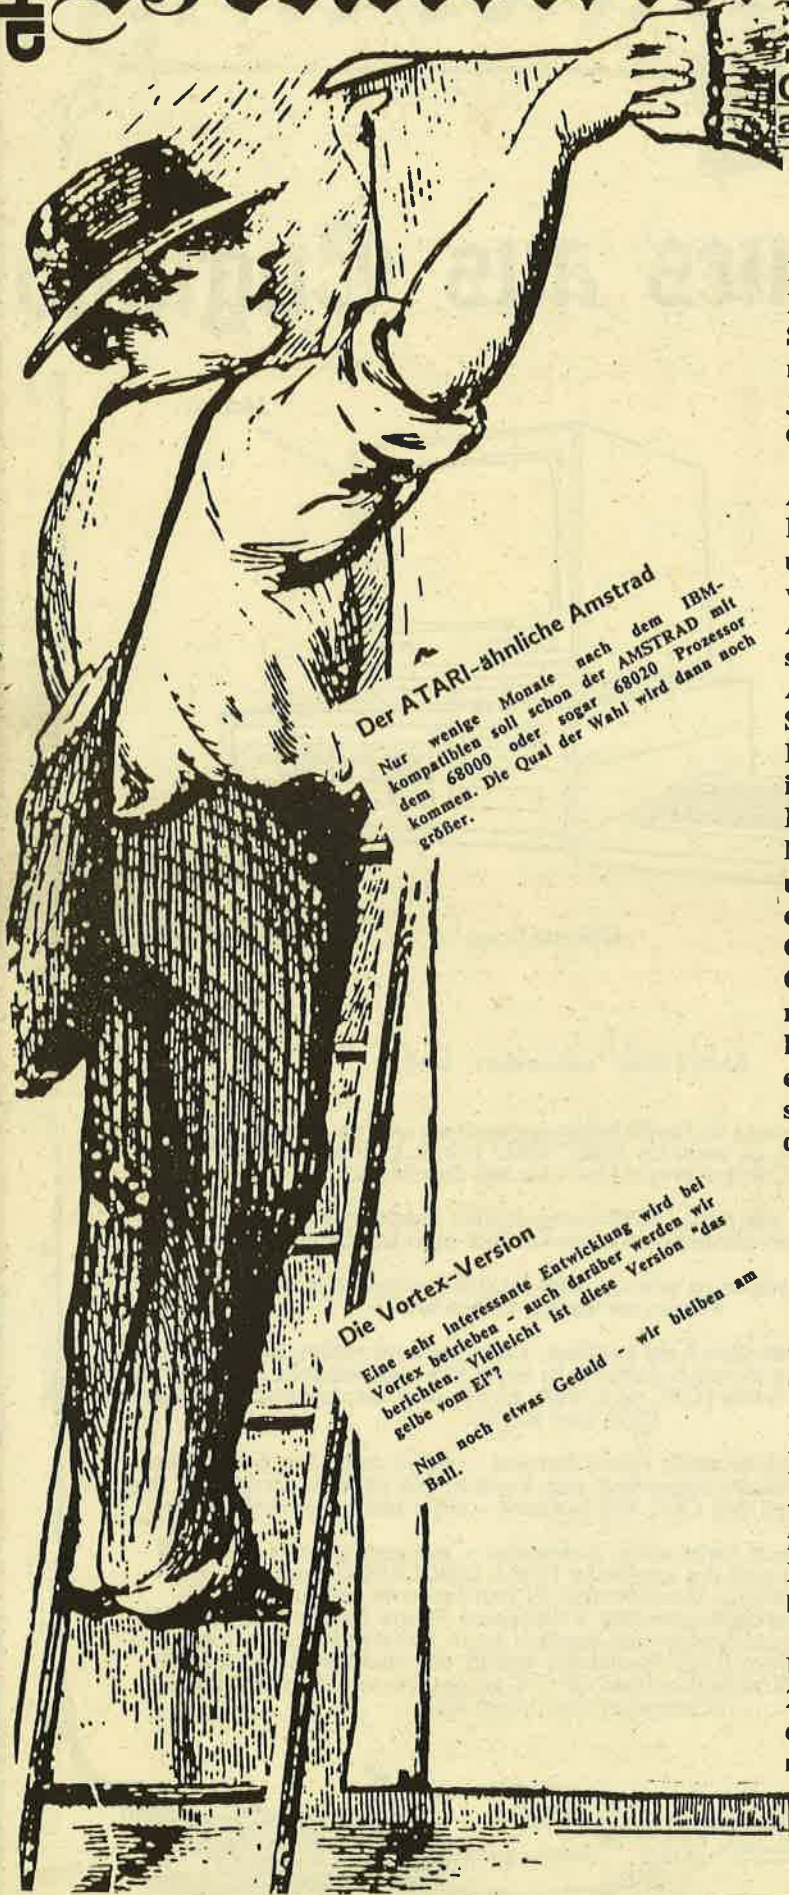 Der ATARI-ähnliche Amstrad
Nur wenige Monate nach dem IBM-
kompatiblen soll schon der AMSTRAD mit
dem 68000 oder sogar 68020 Prozessor
kommen. Die Qual der Wahl wird dann noch
größer.
Die Vortex-Version
Eine sehr interessante Entwicklung wird bei
Vortex betrieben - auch darüber werden wir
berichten. Vielleicht ist diese Version "das
gelbe vom Ei"?
Nun noch etwas Geduld - wir bleiben am
Ball.